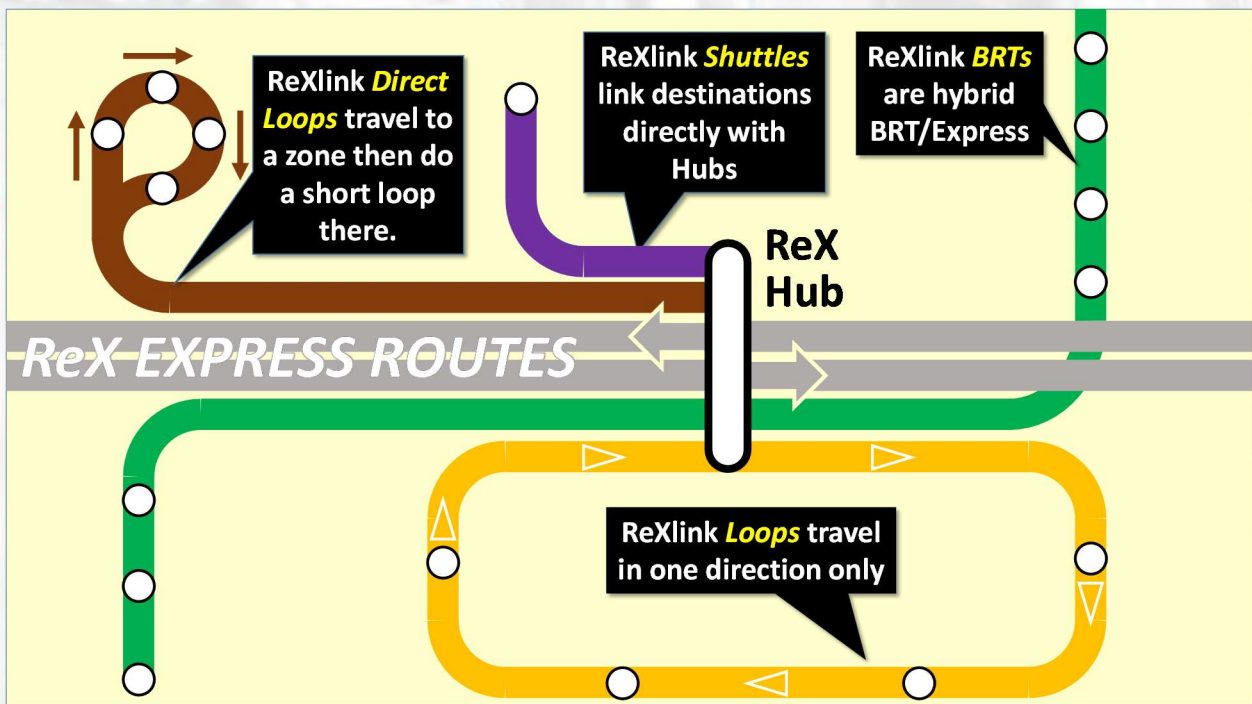 ReXlink Direct
Loops travel to
a zone then do
a short loop
there.
ReXlink Shuttles
link destinations
directly with
Hubs
ReXlink BRTs
are hybrid
BRT/Express
ReX
Hub
ReX EXPRESS ROUTES
ReXlink Loops travel
in one direction only